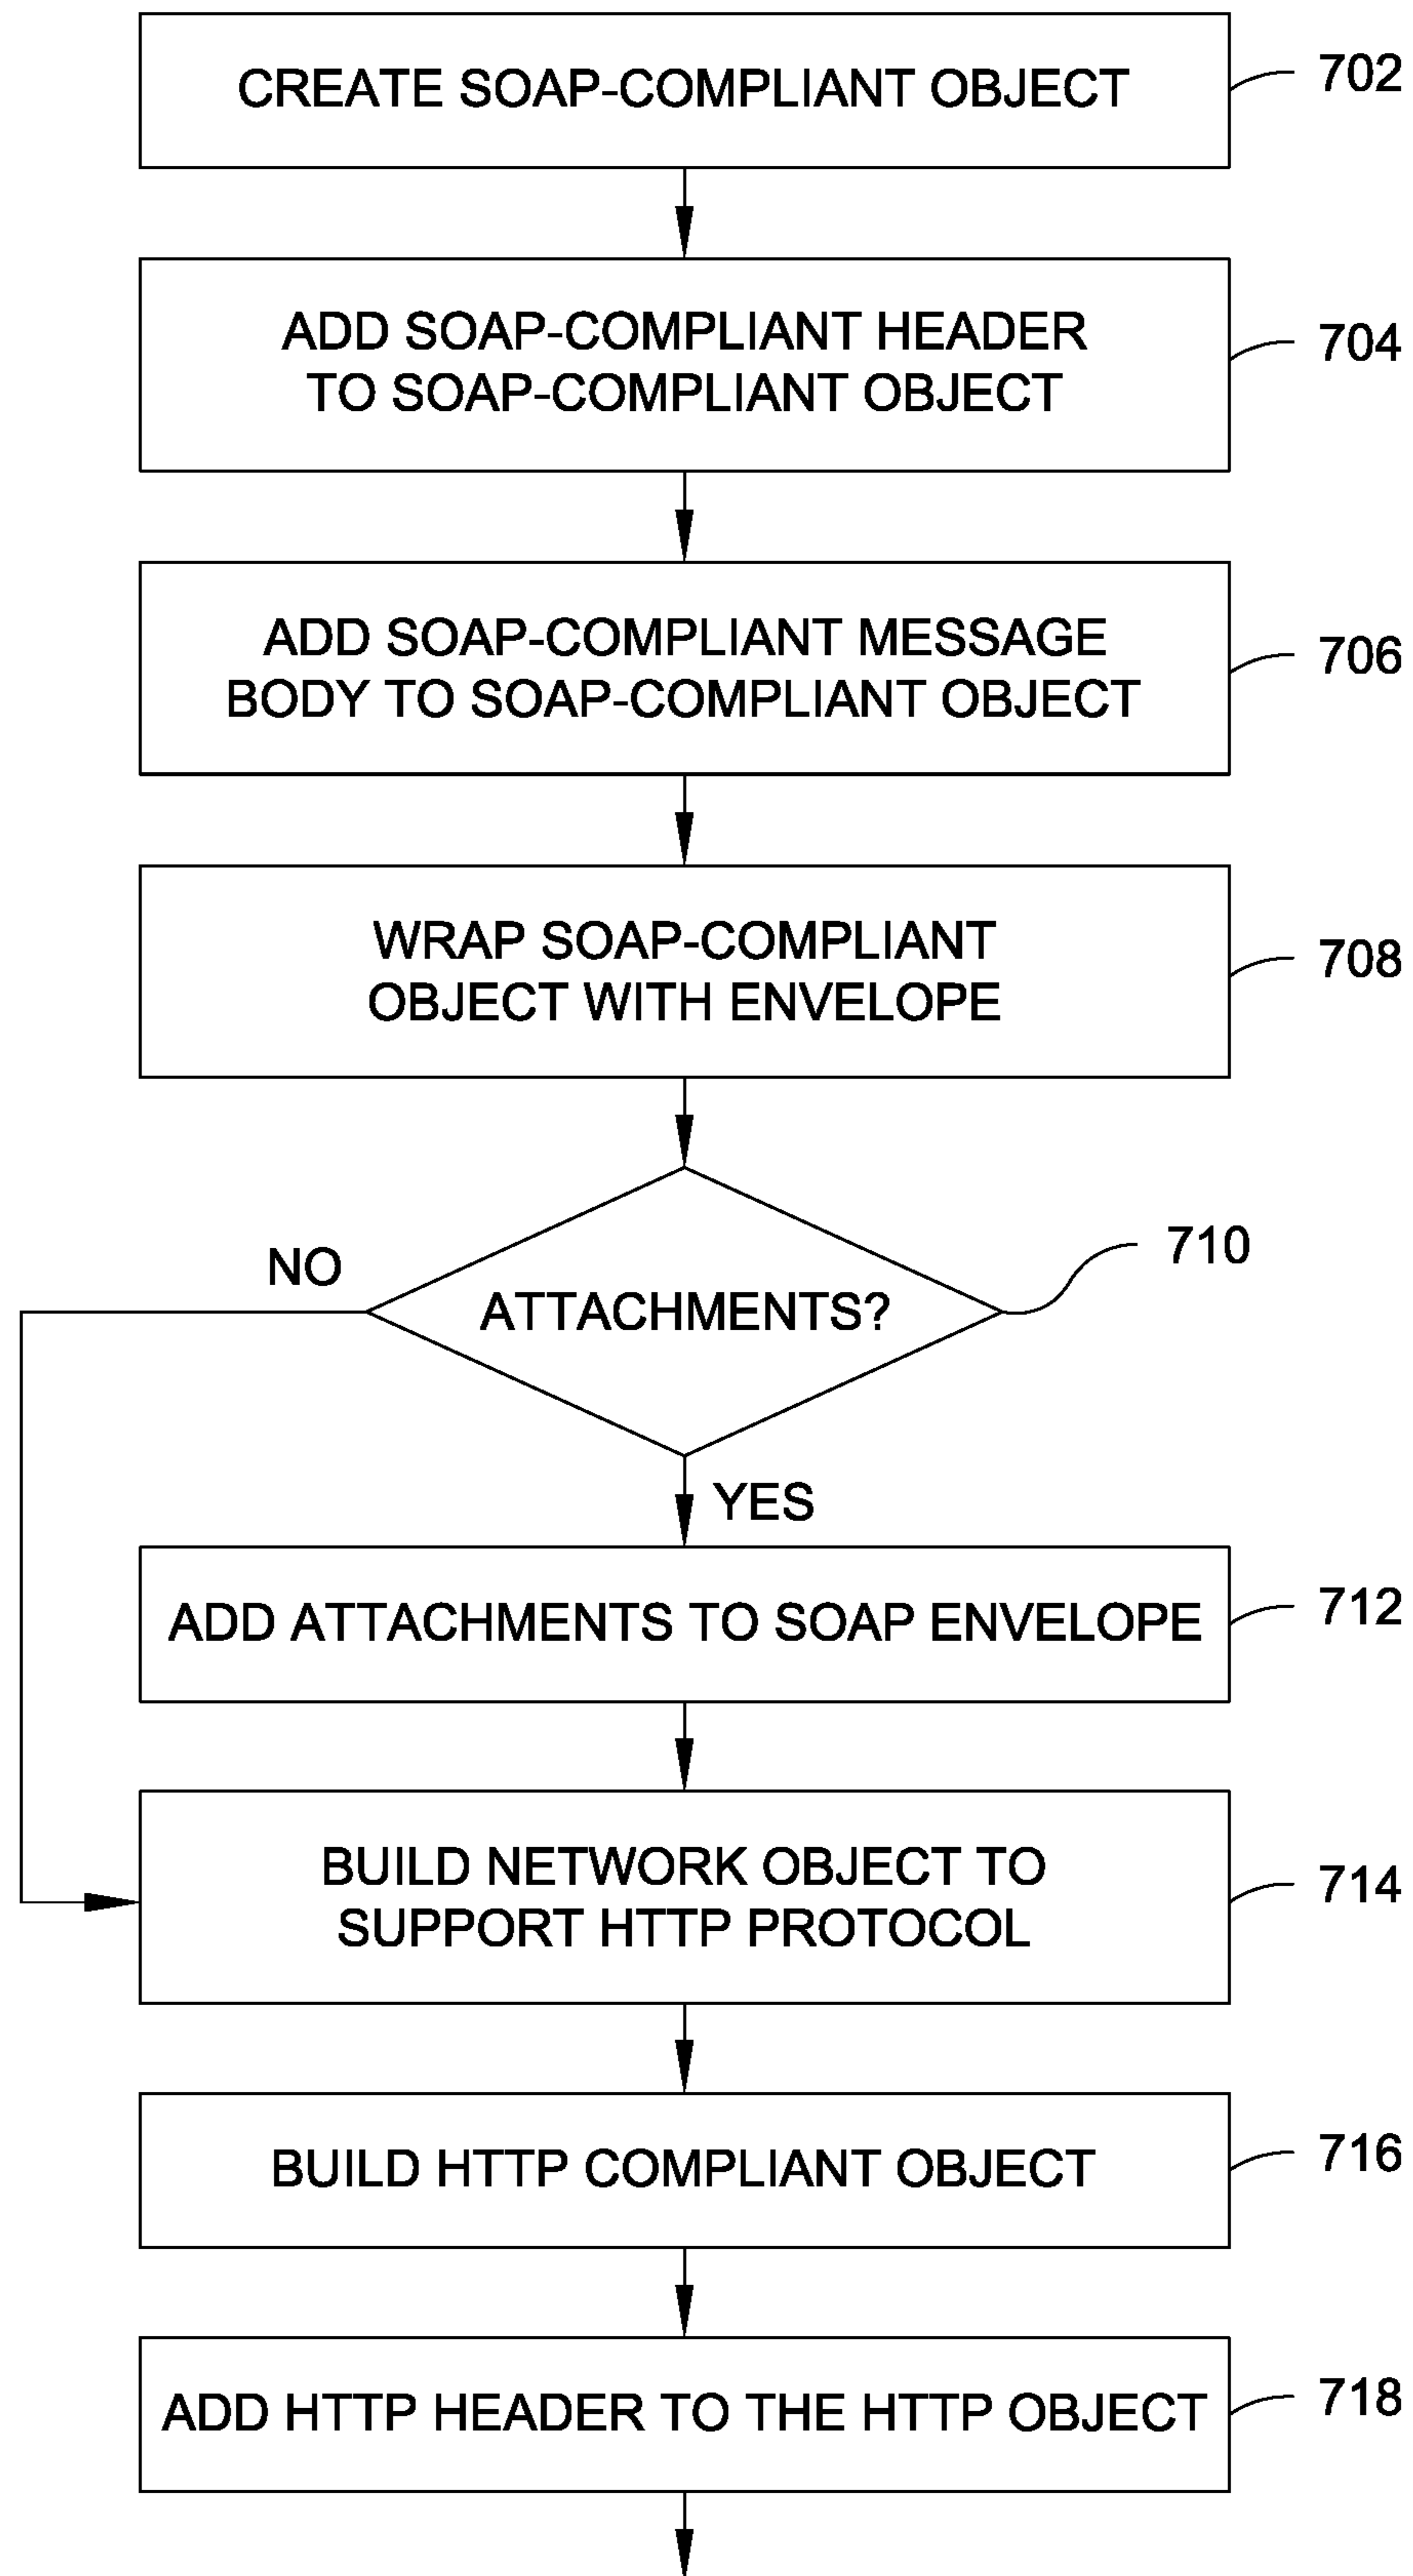 CREATE SOAP-COMPLIANT OBJECT
702
ADD SOAP-COMPLIANT HEADER
TO SOAP-COMPLIANT OBJECT
704
ADD SOAP-COMPLIANT MESSAGE
BODY TO SOAP-COMPLIANT OBJECT
706
WRAP SOAP-COMPLIANT
OBJECT WITH ENVELOPE
708
NO
ATTACHMENTS?
710
YES
ADD ATTACHMENTS TO SOAP ENVELOPE
712
BUILD NETWORK OBJECT TO
SUPPORT HTTP PROTOCOL
714
BUILD HTTP COMPLIANT OBJECT
716
ADD HTTP HEADER TO THE HTTP OBJECT
718